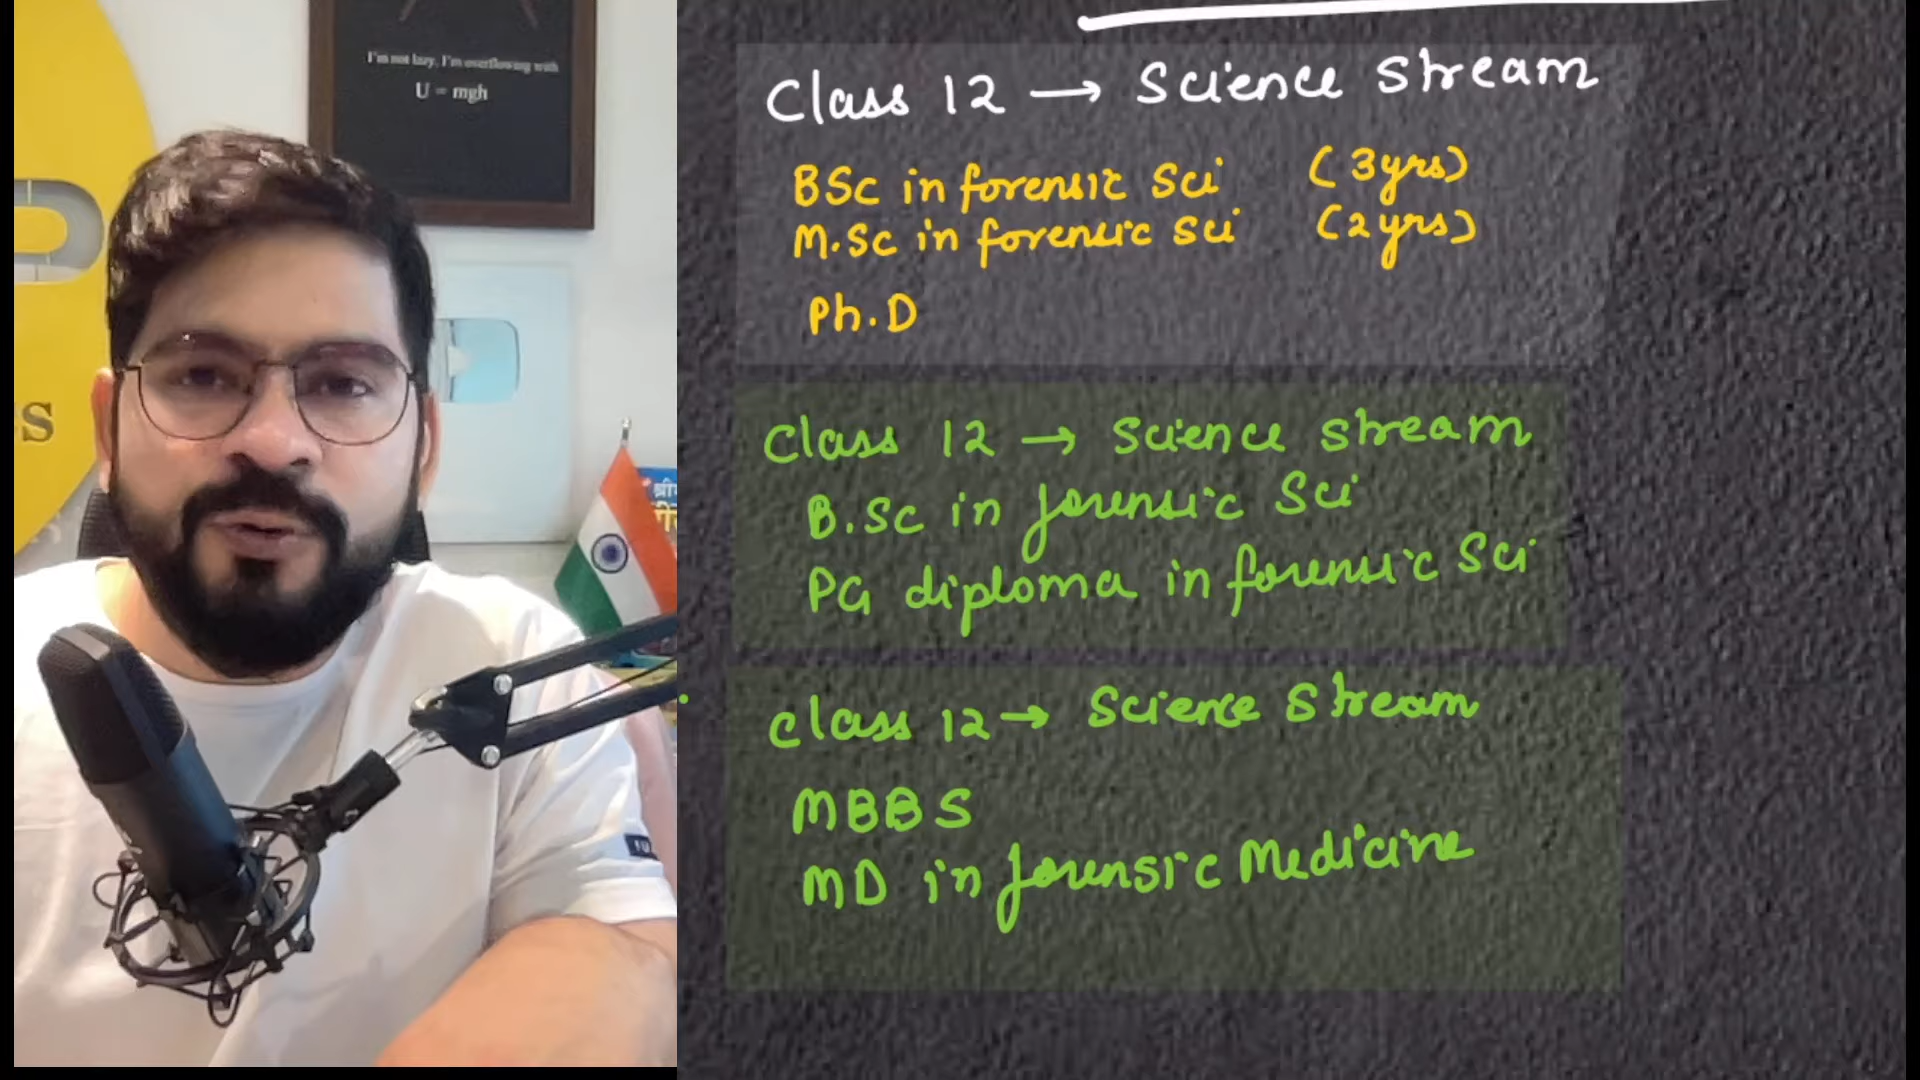 I'm not lazy, I'm overflowing with
U = mgh
S
Class 12 → Science stream
BSc in forensic Sci (3yrs)
M.Sc in forensic Sci (2yrs)
Ph.D
Class 12 → Science stream
B.Sc in forensic Sci
PG diploma in forensic Sci
Class 12 → Science Stream
MBBS
MD in forensic Medicine